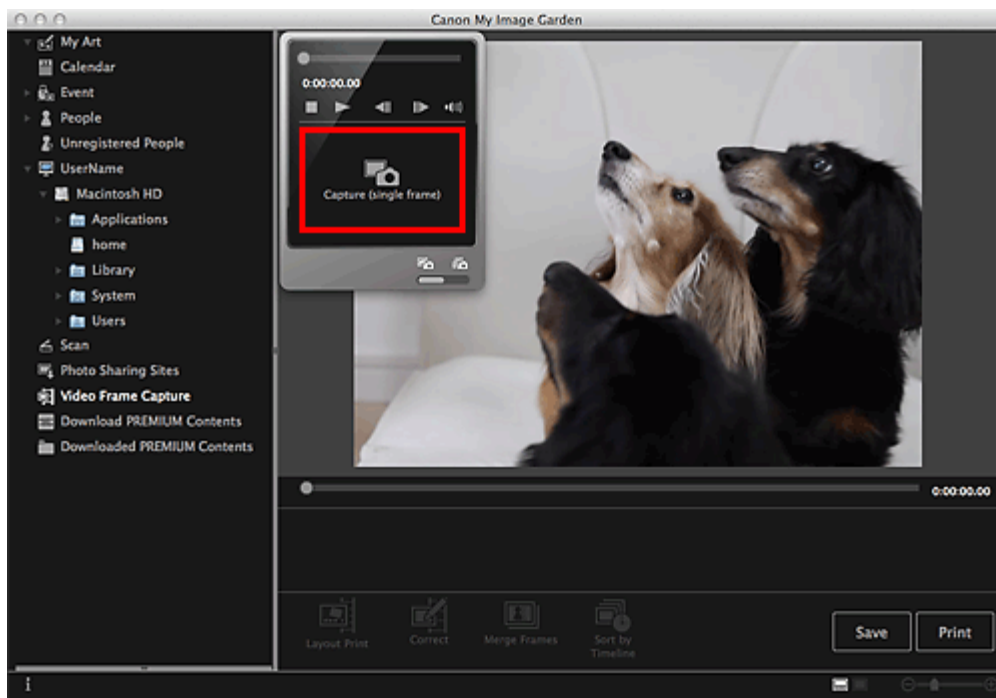 Canon My Image Garden
My Art
Calendar
Event
People
Unregistered People
UserName
Macintosh HD
Applications
home
Library
System
Users
Scan
Photo Sharing Sites
Video Frame Capture
Download PREMIUM Contents
Downloaded PREMIUM Contents
0:00:00.00
Capture (single frame)
0:00:00.00
Layout Print
Correct
Merge Frames
Sort by
Timeline
Save
Print